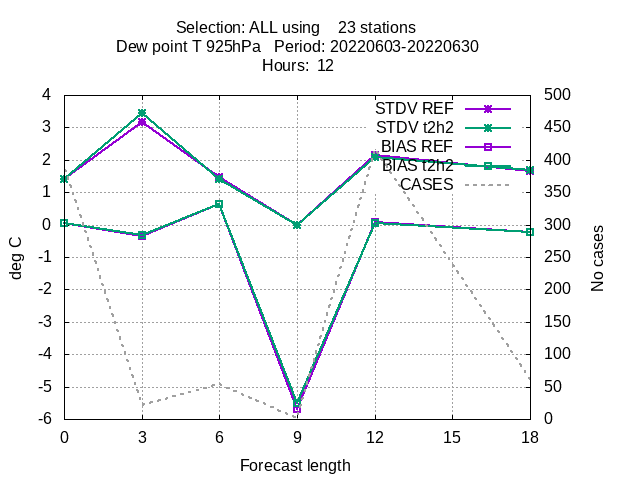 Selection: ALL using    23 stations
Dew point T 925hPa   Period: 20220603-20220630
Hours: 12
STDV REF
STDV t2h2
BIAS REF
BIAS t2h2
CASES
4
3
2
1
0
-1
-2
-3
-4
-5
-6
deg C
500
450
400
350
300
250
200
150
100
50
0
No cases
0 3 6 9 12 15 18
Forecast length